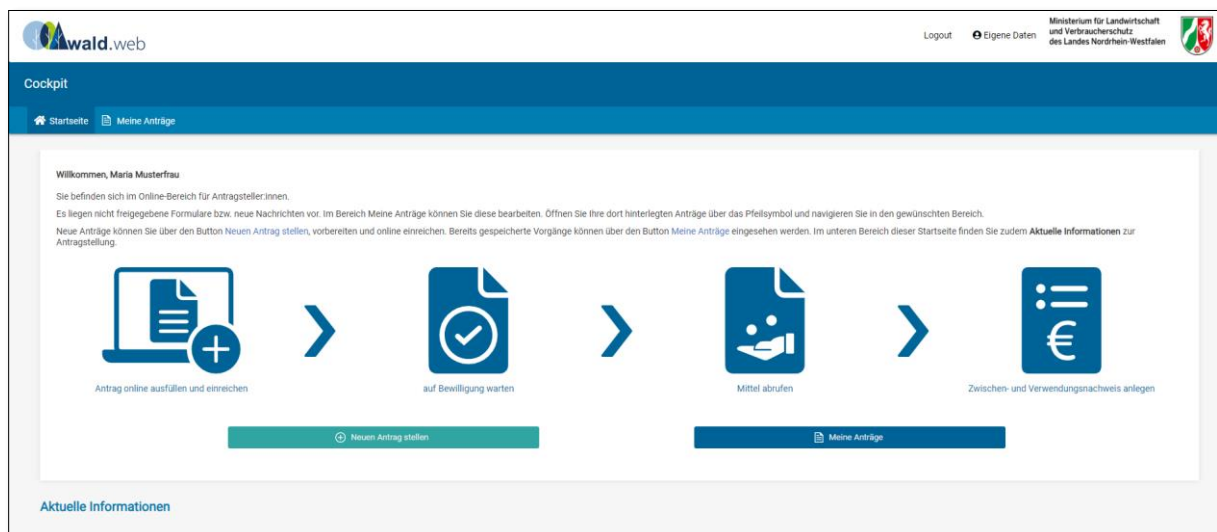 wald.web
Logout
Eigene Daten
Ministerium für Landwirtschaft
und Verbraucherschutz
des Landes Nordrhein-Westfalen
Cockpit
Startseite
Meine Anträge
Willkommen, Maria Musterfrau
Sie befinden sich im Online-Bereich für Antragsteller:innen.
Es liegen nicht freigegebene Formulare bzw. neue Nachrichten vor. Im Bereich Meine Anträge können Sie diese bearbeiten. Öffnen Sie Ihre dort hinterlegten Anträge über das Pfeilsymbol und navigieren Sie in den gewünschten Bereich.
Neue Anträge können Sie über den Button Neuen Antrag stellen, vorbereiten und online einreichen. Bereits gespeicherte Vorgänge können über den Button Meine Anträge eingesehen werden. Im unteren Bereich dieser Startseite finden Sie zudem Aktuelle Informationen zur
Antragstellung.
Antrag online ausfüllen und einreichen
auf Bewilligung warten
Mittel abrufen
Zwischen- und Verwendungsnachweis anlegen
Neuen Antrag stellen
Meine Anträge
Aktuelle Informationen